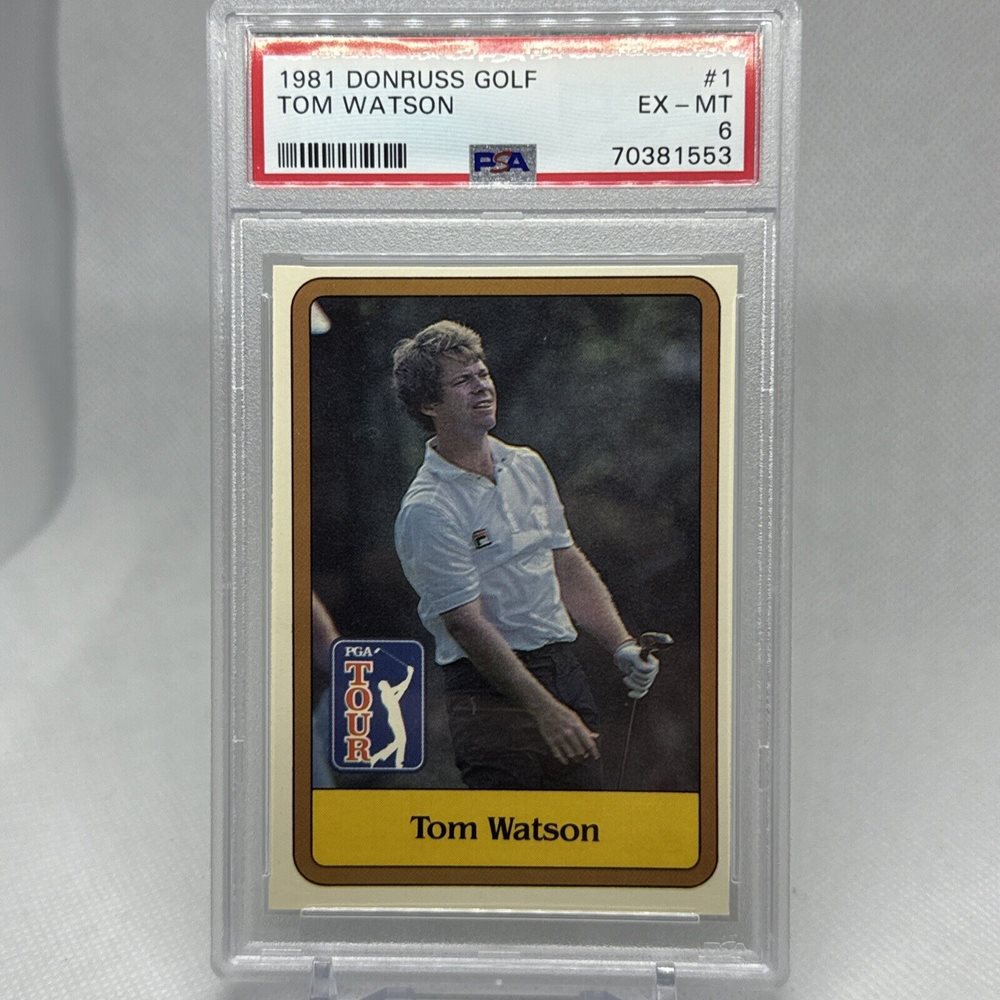 1981 DONRUSS GOLF #1
TOM WATSON EX - MT
6
PSA 70381553
PGA
TOUR
Tom Watson